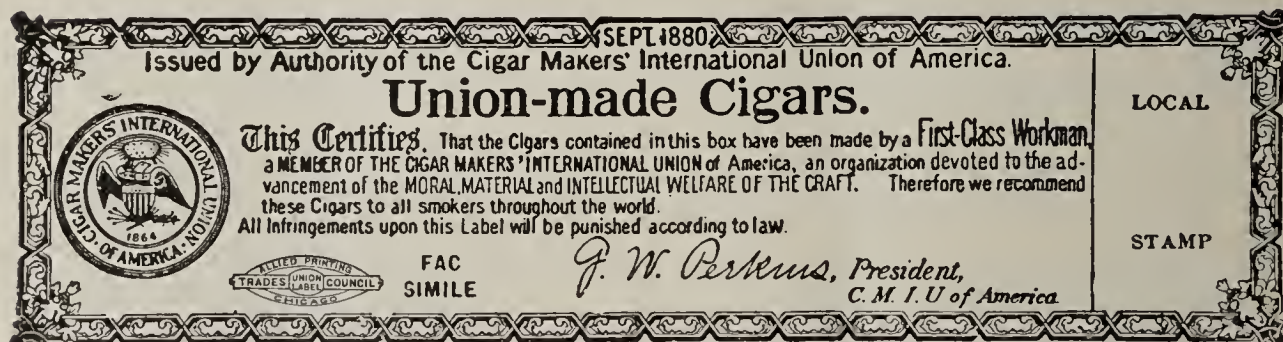 SEPT. 1880
Issued by Authority of the Cigar Makers' International Union of America.
Union-made Cigars.
This Certifies. That the Cigars contained in this box have been made by a First-Class Workman,
a MEMBER OF THE CIGAR MAKERS' INTERNATIONAL UNION of America, an organization devoted to the ad-
vancement of the MORAL, MATERIAL and INTELLECTUAL WELFARE OF THE CRAFT. Therefore we recommend
these Cigars to all smokers throughout the world.
All Infringements upon this Label will be punished according to law.
G. W. Perkins, President,
C. M. I. U of America
FAC
SIMILE
CIGAR MAKERS' INTERNATIONAL UNION
OF AMERICA.
1864
ALLIED PRINTING
TRADES UNION LABEL COUNCIL
CHICAGO
LOCAL
STAMP